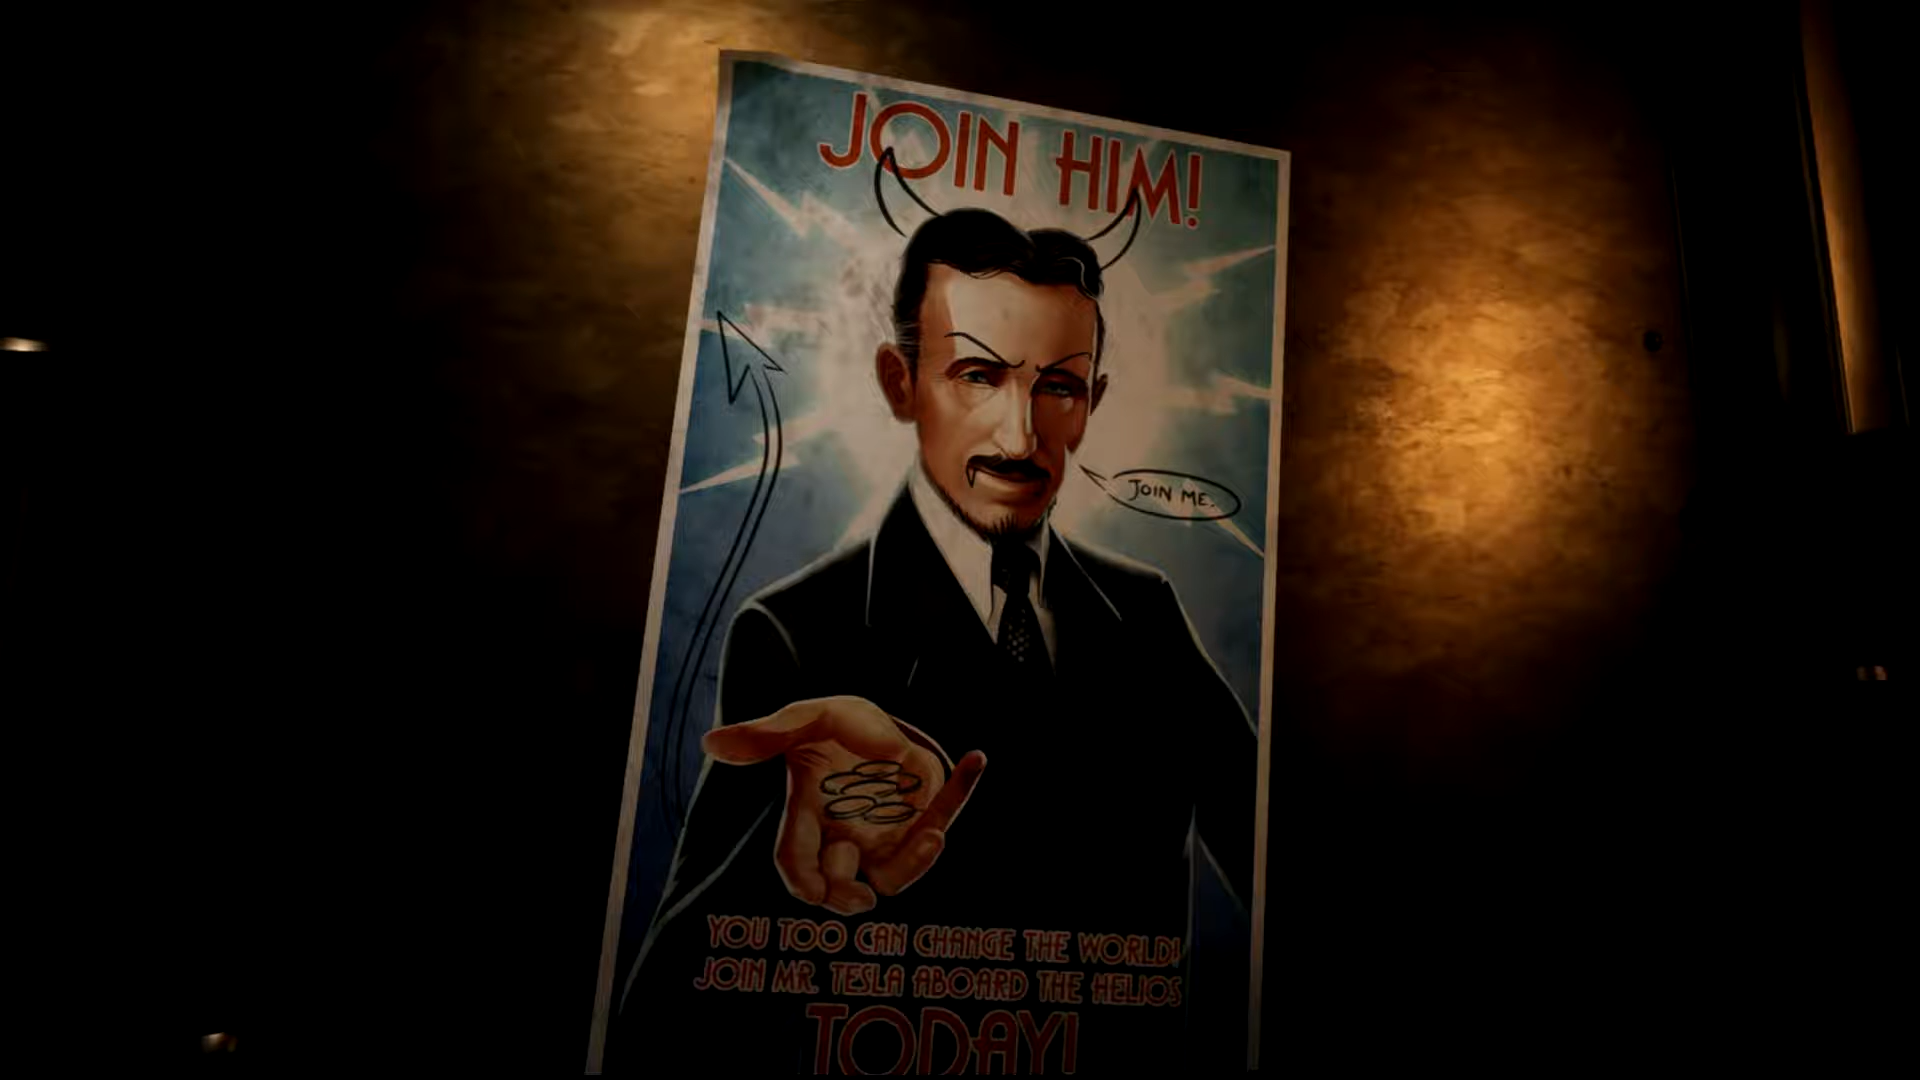 JOIN HIM!
JOIN ME.
YOU TOO CAN CHANGE THE WORLD!
JOIN MR. TESLA ABOARD THE HELIOS
TODAY!